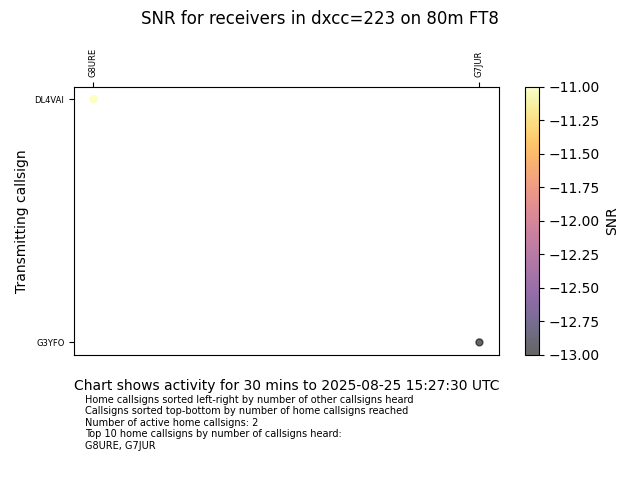 SNR for receivers in dxcc=223 on 80m FT8
G8URE
G7JUR
DL4VAI
G3YFO
Transmitting callsign
−11.00
−11.25
−11.50
−11.75
−12.00
−12.25
−12.50
−12.75
−13.00
SNR
Chart shows activity for 30 mins to 2025-08-25 15:27:30 UTC
Home callsigns sorted left-right by number of other callsigns heard
Callsigns sorted top-bottom by number of home callsigns reached
Number of active home callsigns: 2
Top 10 home callsigns by number of callsigns heard:
G8URE, G7JUR